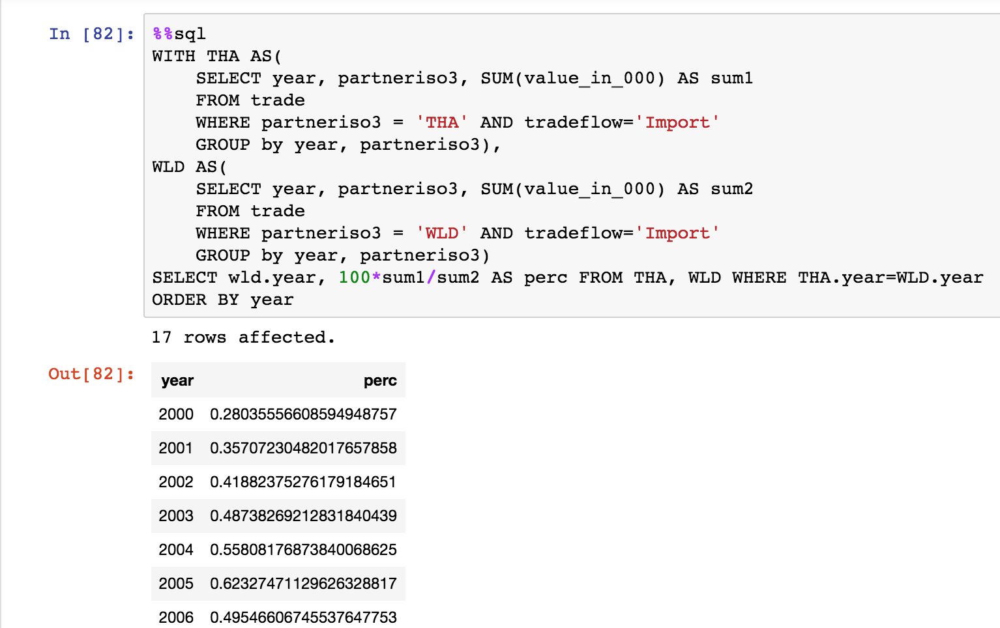 In [82]:
%%sql
WITH THA AS(
    SELECT year, partneriso3, SUM(value_in_000) AS sum1
    FROM trade
    WHERE partneriso3 = 'THA' AND tradeflow='Import'
    GROUP by year, partneriso3),
WLD AS(
    SELECT year, partneriso3, SUM(value_in_000) AS sum2
    FROM trade
    WHERE partneriso3 = 'WLD' AND tradeflow='Import'
    GROUP by year, partneriso3)
SELECT wld.year, 100*sum1/sum2 AS perc FROM THA, WLD WHERE THA.year=WLD.year
ORDER BY year
17 rows affected.
Out[82]:
year perc
2000 0.28035556608594948757
2001 0.35707230482017657858
2002 0.41882375276179184651
2003 0.48738269212831840439
2004 0.55808176873840068625
2005 0.62327471129626328817
2006 0.49546606745537647753